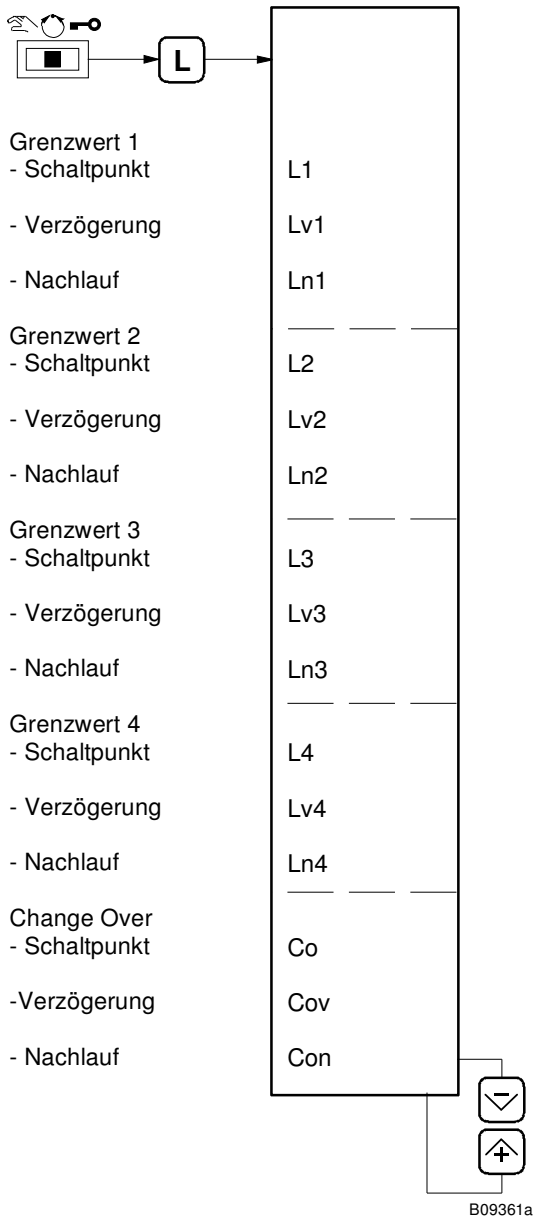 L
Grenzwert 1
- Schaltpunkt L1
- Verzögerung Lv1
- Nachlauf Ln1
Grenzwert 2
- Schaltpunkt L2
- Verzögerung Lv2
- Nachlauf Ln2
Grenzwert 3
- Schaltpunkt L3
- Verzögerung Lv3
- Nachlauf Ln3
Grenzwert 4
- Schaltpunkt L4
- Verzögerung Lv4
- Nachlauf Ln4
Change Over
- Schaltpunkt Co
-Verzögerung Cov
- Nachlauf Con
-
+
B09361a